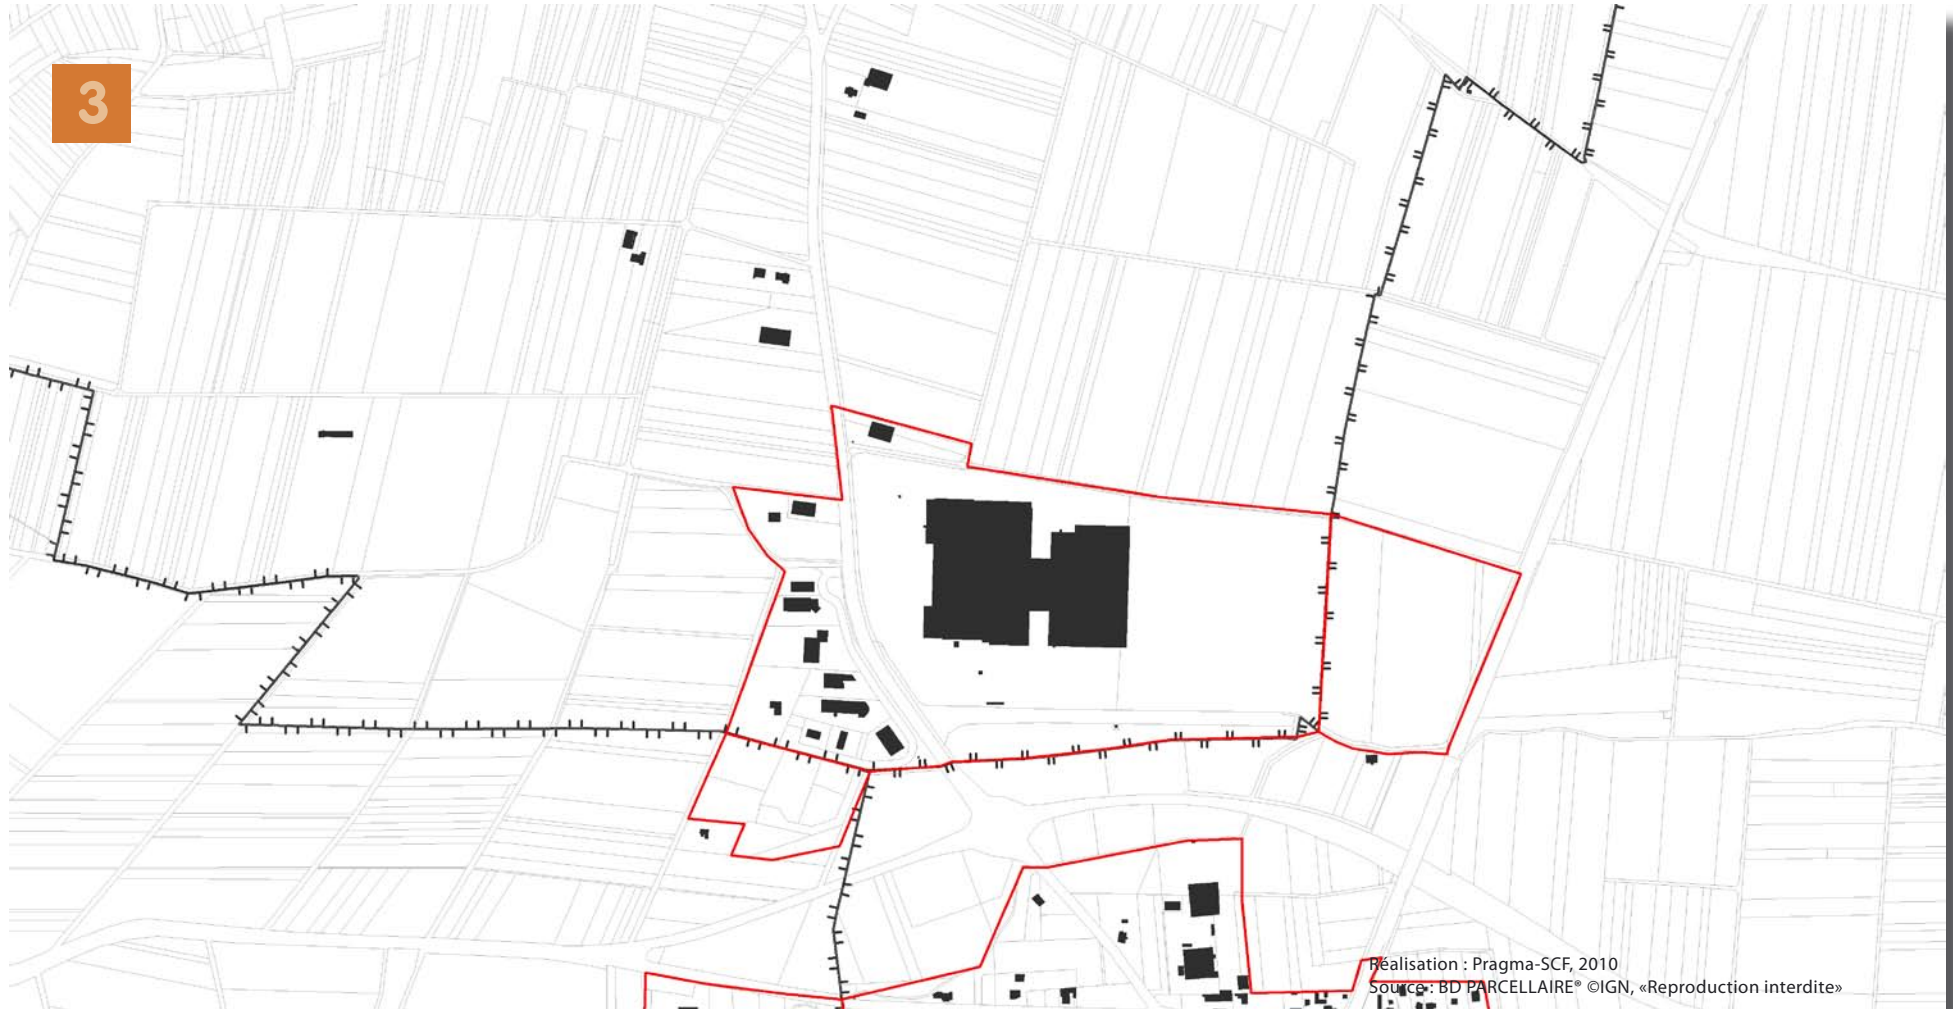 3
Réalisation : Pragma-SCF, 2010
Source : BD PARCELLAIRE® ©IGN, «Reproduction interdite»